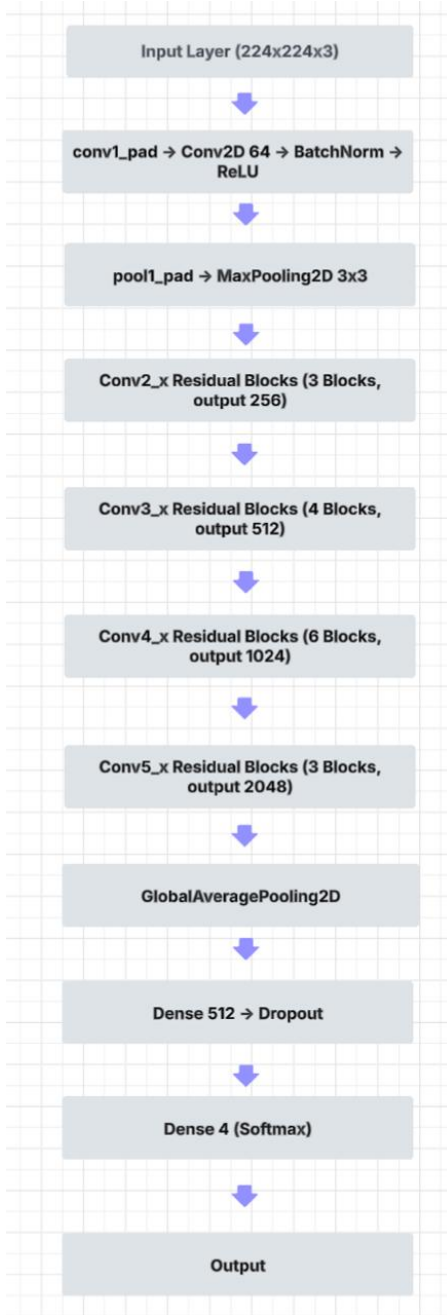 Input Layer (224x224x3)
conv1_pad → Conv2D 64 → BatchNorm →
ReLU
pool1_pad → MaxPooling2D 3x3
Conv2_x Residual Blocks (3 Blocks,
output 256)
Conv3_x Residual Blocks (4 Blocks,
output 512)
Conv4_x Residual Blocks (6 Blocks,
output 1024)
Conv5_x Residual Blocks (3 Blocks,
output 2048)
GlobalAveragePooling2D
Dense 512 → Dropout
Dense 4 (Softmax)
Output